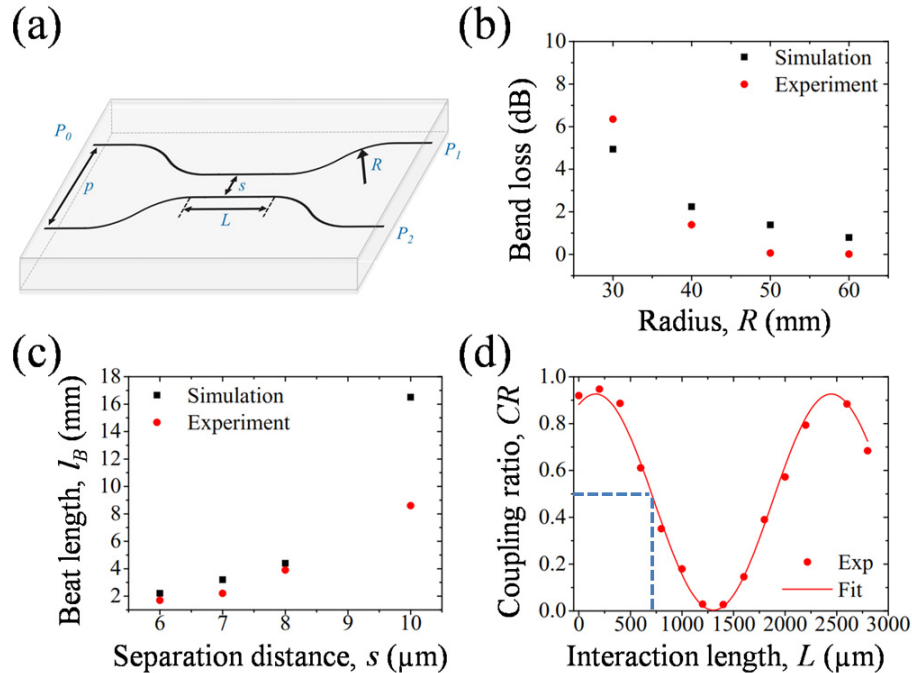 (a)
P0
p
s
L
R
P1
P2
(b)
Bend loss (dB)
10
8
6
4
2
0
Simulation
Experiment
30 40 50 60
Radius, R (mm)
(c)
Beat length, lB (mm)
18
16
14
12
10
8
6
4
2
Simulation
Experiment
6 7 8 9 10
Separation distance, s (µm)
(d)
Coupling ratio, CR
1.0
0.8
0.6
0.4
0.2
0.0
Exp
Fit
0 500 1000 1500 2000 2500 3000
Interaction length, L (µm)